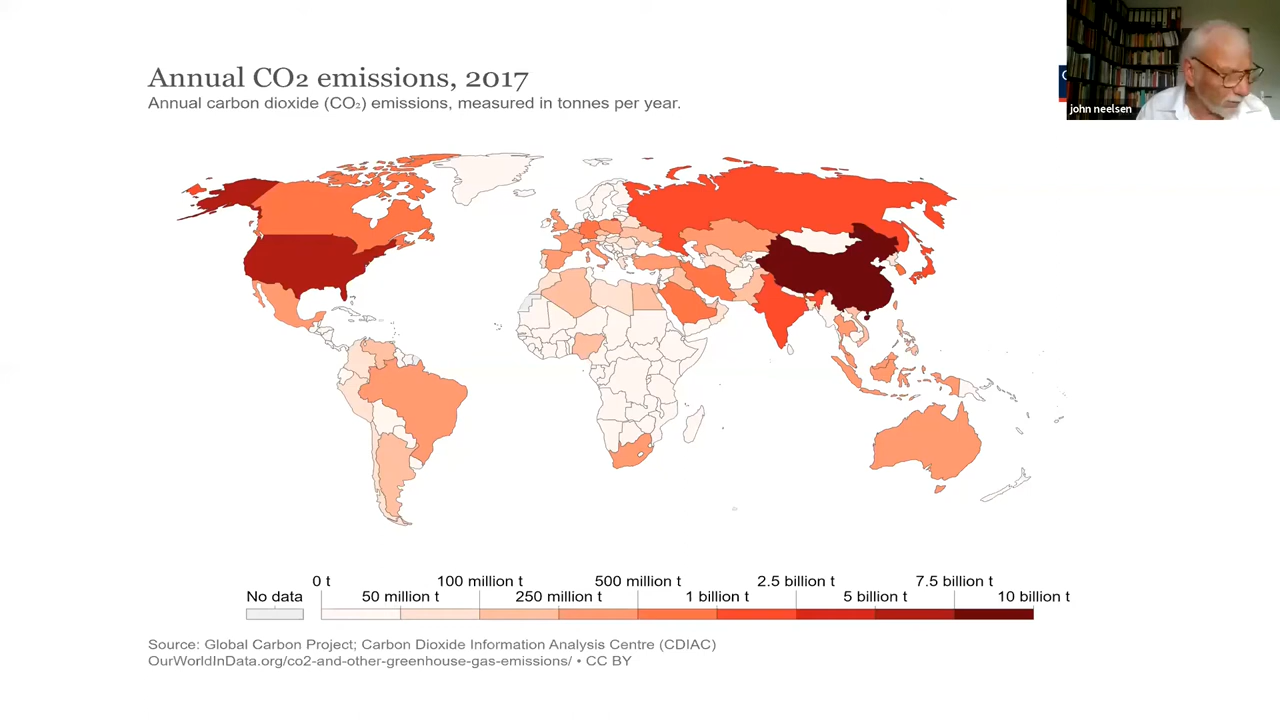 Annual CO2 emissions, 2017
Annual carbon dioxide (CO₂) emissions, measured in tonnes per year.
john neelsen
0 t 100 million t 500 million t 2.5 billion t 7.5 billion t
No data 50 million t 250 million t 1 billion t 5 billion t 10 billion t
Source: Global Carbon Project; Carbon Dioxide Information Analysis Centre (CDIAC)
OurWorldInData.org/co2-and-other-greenhouse-gas-emissions/ • CC BY